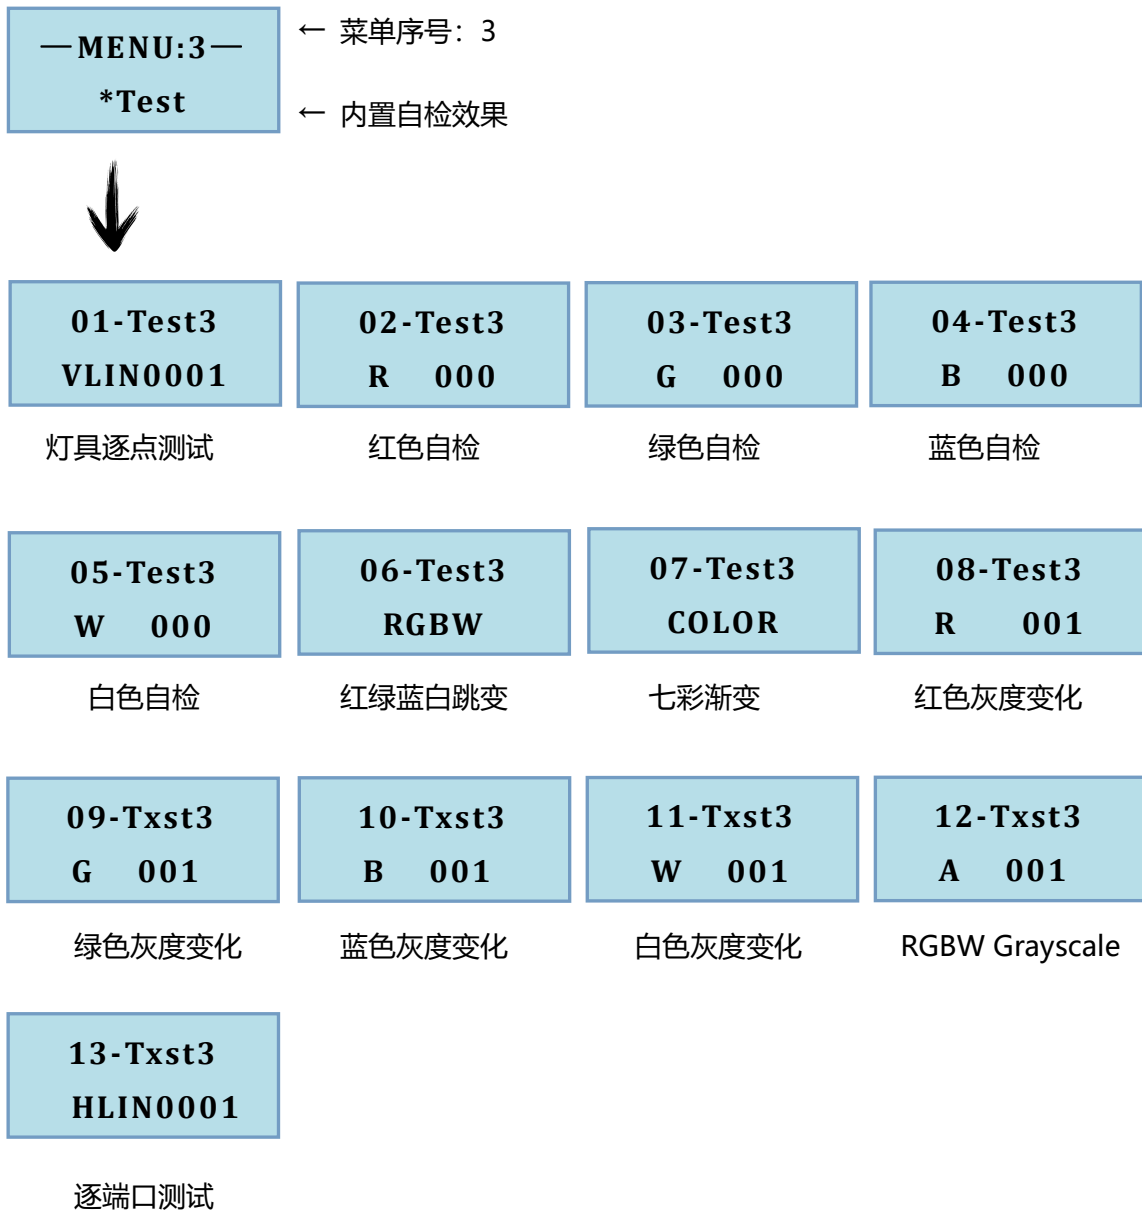 —MENU:3—
← 菜单序号：3
*Test
← 内置自检效果
01-Test3
VLIN0001
02-Test3
R 000
03-Test3
G 000
04-Test3
B 000
灯具逐点测试
红色自检
绿色自检
蓝色自检
05-Test3
W 000
06-Test3
RGBW
07-Test3
COLOR
08-Test3
R 001
白色自检
红绿蓝白跳变
七彩渐变
红色灰度变化
09-Txst3
G 001
10-Txst3
B 001
11-Txst3
W 001
12-Txst3
A 001
绿色灰度变化
蓝色灰度变化
白色灰度变化
RGBW Grayscale
13-Txst3
HLIN0001
逐端口测试